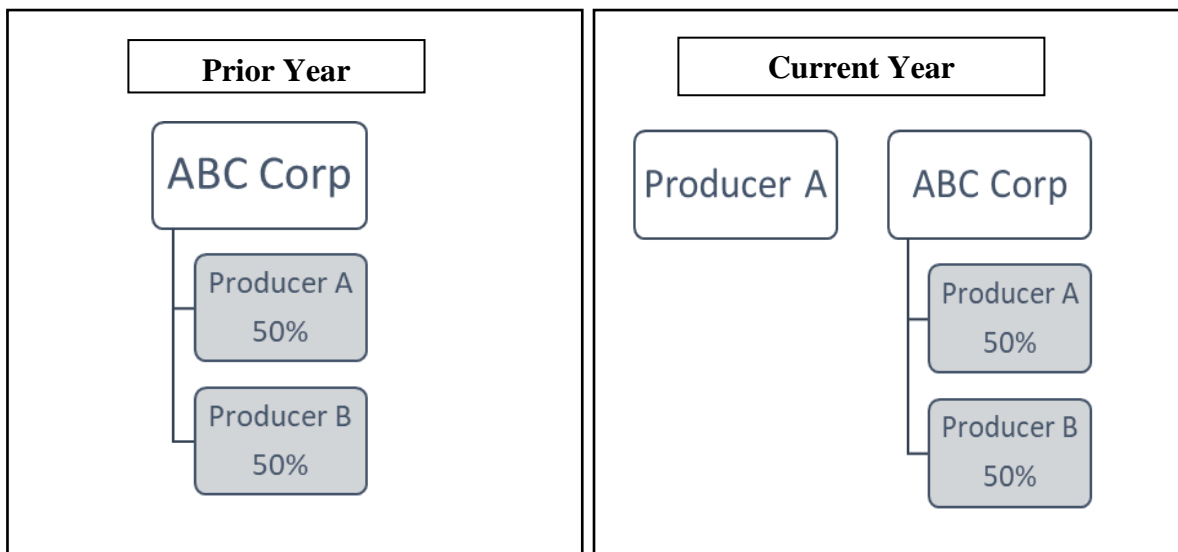 Prior Year
ABC Corp
Producer A
50%
Producer B
50%
Current Year
Producer A
ABC Corp
Producer A
50%
Producer B
50%